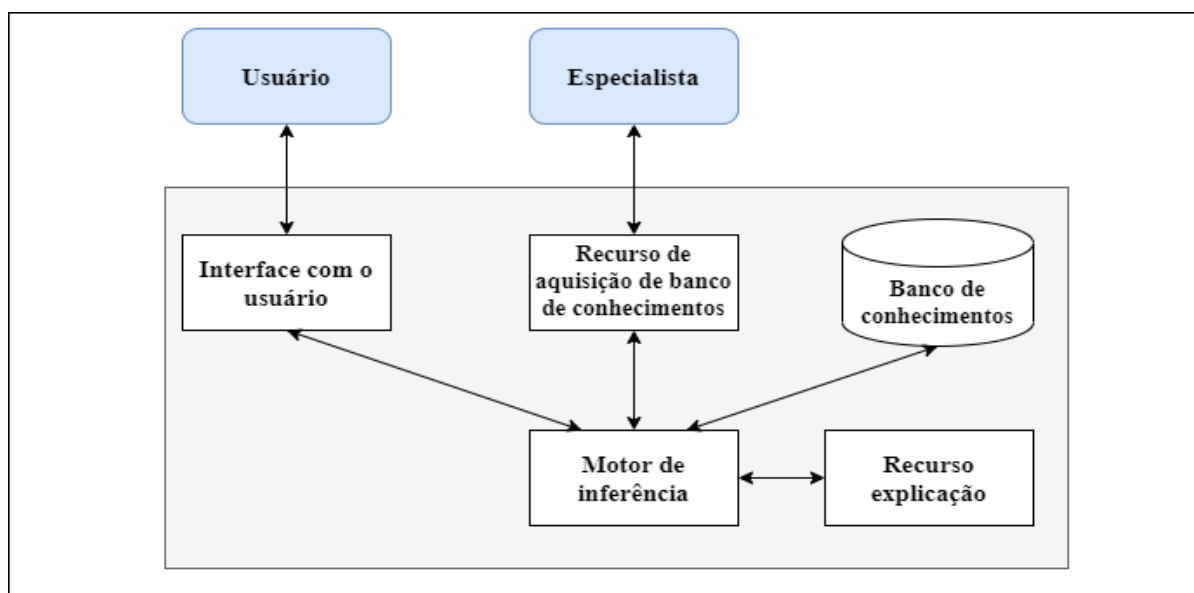 Usuário
Especialista
Interface com o
usuário
Recurso de
aquisição de banco
de conhecimentos
Banco de
conhecimentos
Motor de
inferência
Recurso
explicação